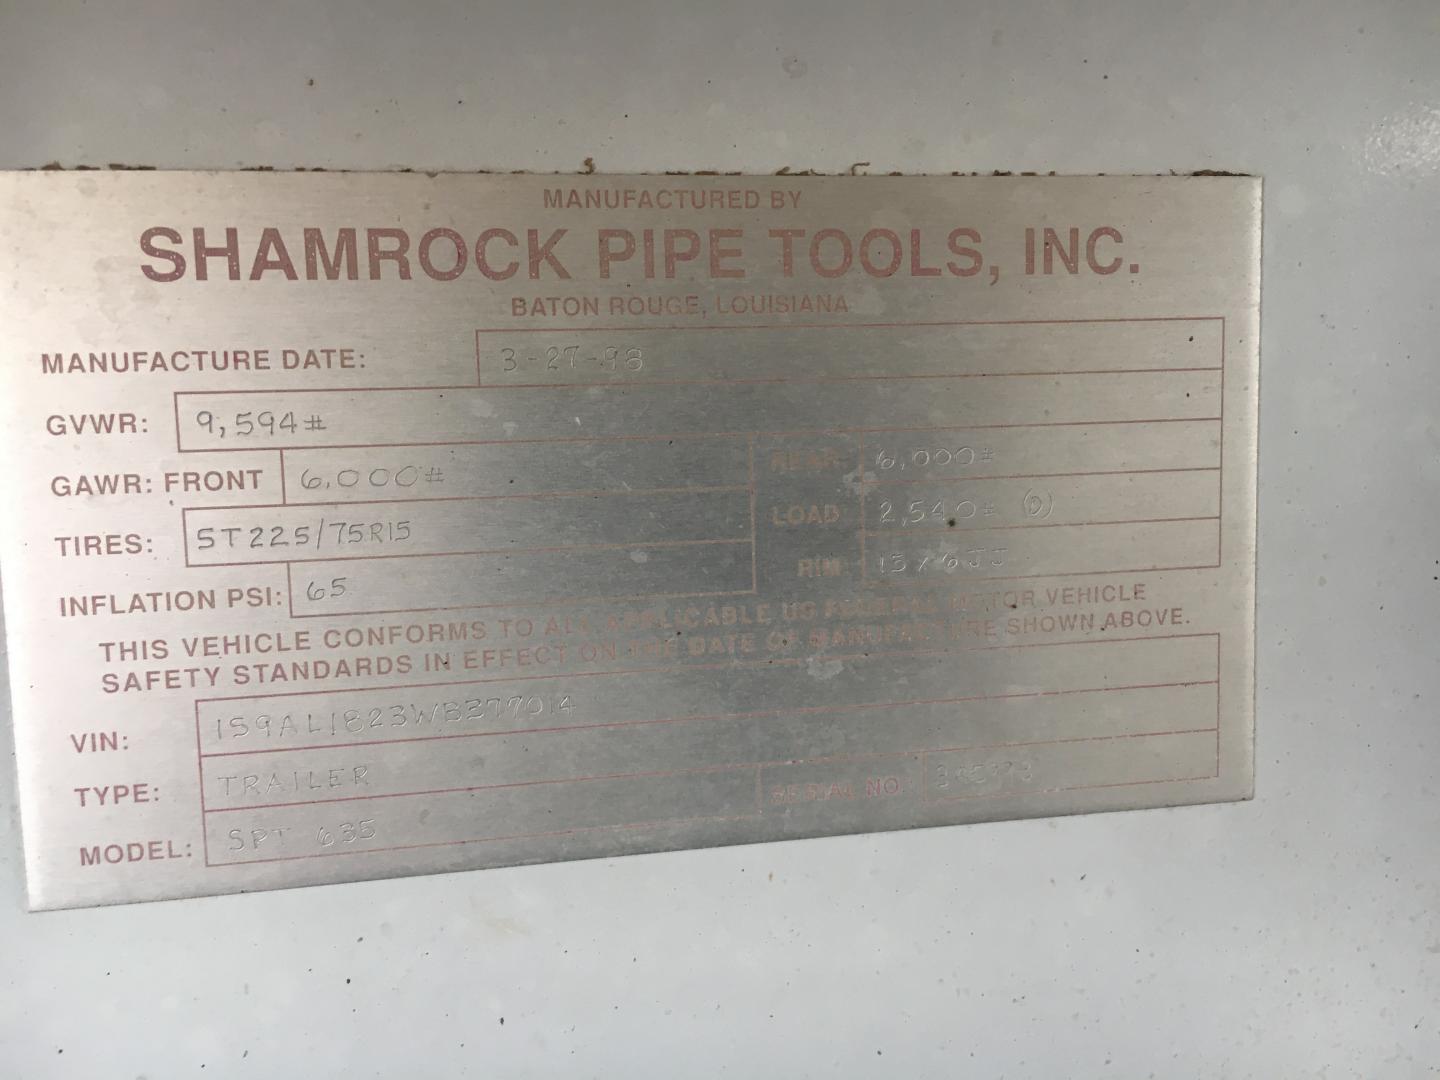 MANUFACTURED BY
SHAMROCK PIPE TOOLS, INC.
BATON ROUGE, LOUISIANA
MANUFACTURE DATE: 3-27-98
GVWR: 9,594#
GAWR: FRONT 6,000# REAR 6,000#
TIRES: ST225/75R15 LOAD 2,540# (D)
INFLATION PSI: 65 RIM 15x6JJ
THIS VEHICLE CONFORMS TO ALL APPLICABLE US FEDERAL MOTOR VEHICLE
SAFETY STANDARDS IN EFFECT ON THE DATE OF MANUFACTURE SHOWN ABOVE.
VIN: 1S9AL1823WB377014
TYPE: TRAILER SERIAL NO.
MODEL: SPT 635